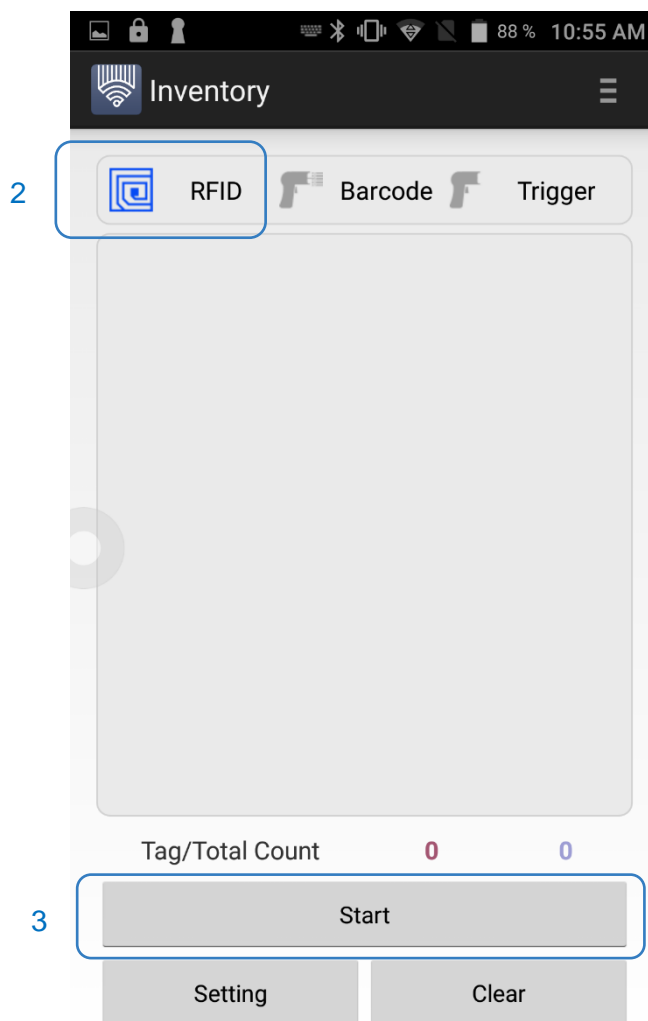 88 % 10:55 AM
Inventory
2 RFID Barcode Trigger
Tag/Total Count 0 0
3 Start
Setting Clear